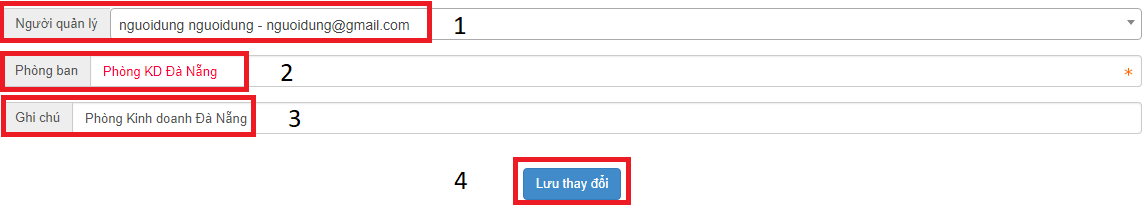 Người quản lý nguoidung nguoidung - nguoidung@gmail.com 1
Phòng ban Phòng KD Đà Nẵng 2 *
Ghi chú Phòng Kinh doanh Đà Nẵng 3
4 Lưu thay đổi